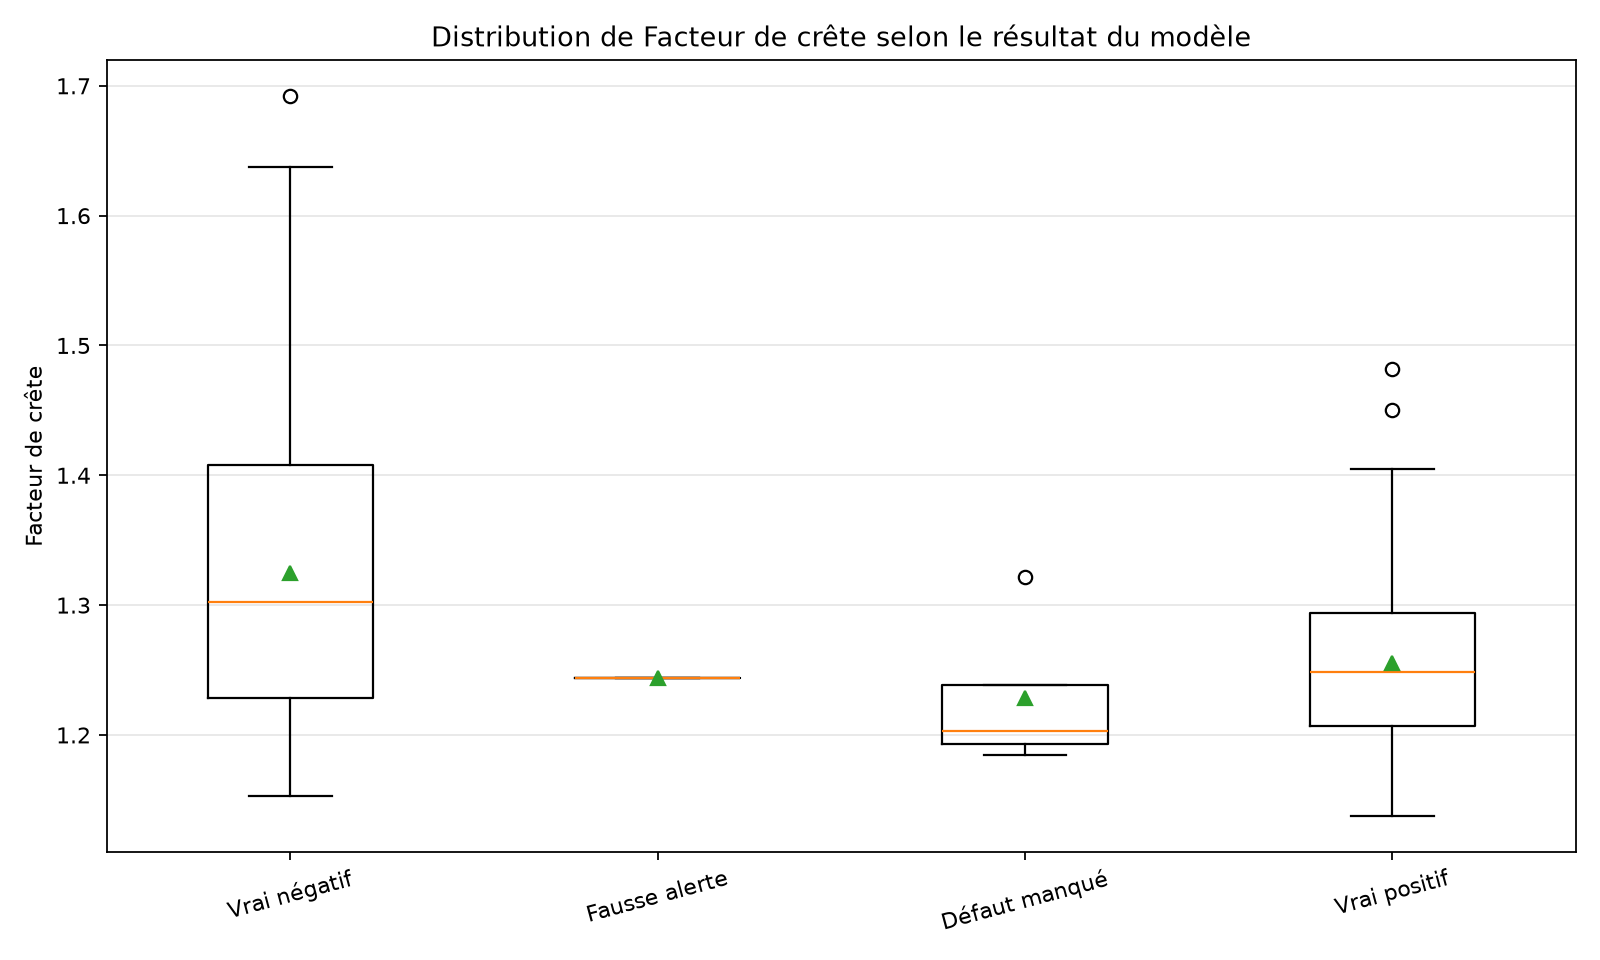 Distribution de Facteur de crête selon le résultat du modèle
Facteur de crête
1.7
1.6
1.5
1.4
1.3
1.2
Vrai négatif
Fausse alerte
Défaut manqué
Vrai positif